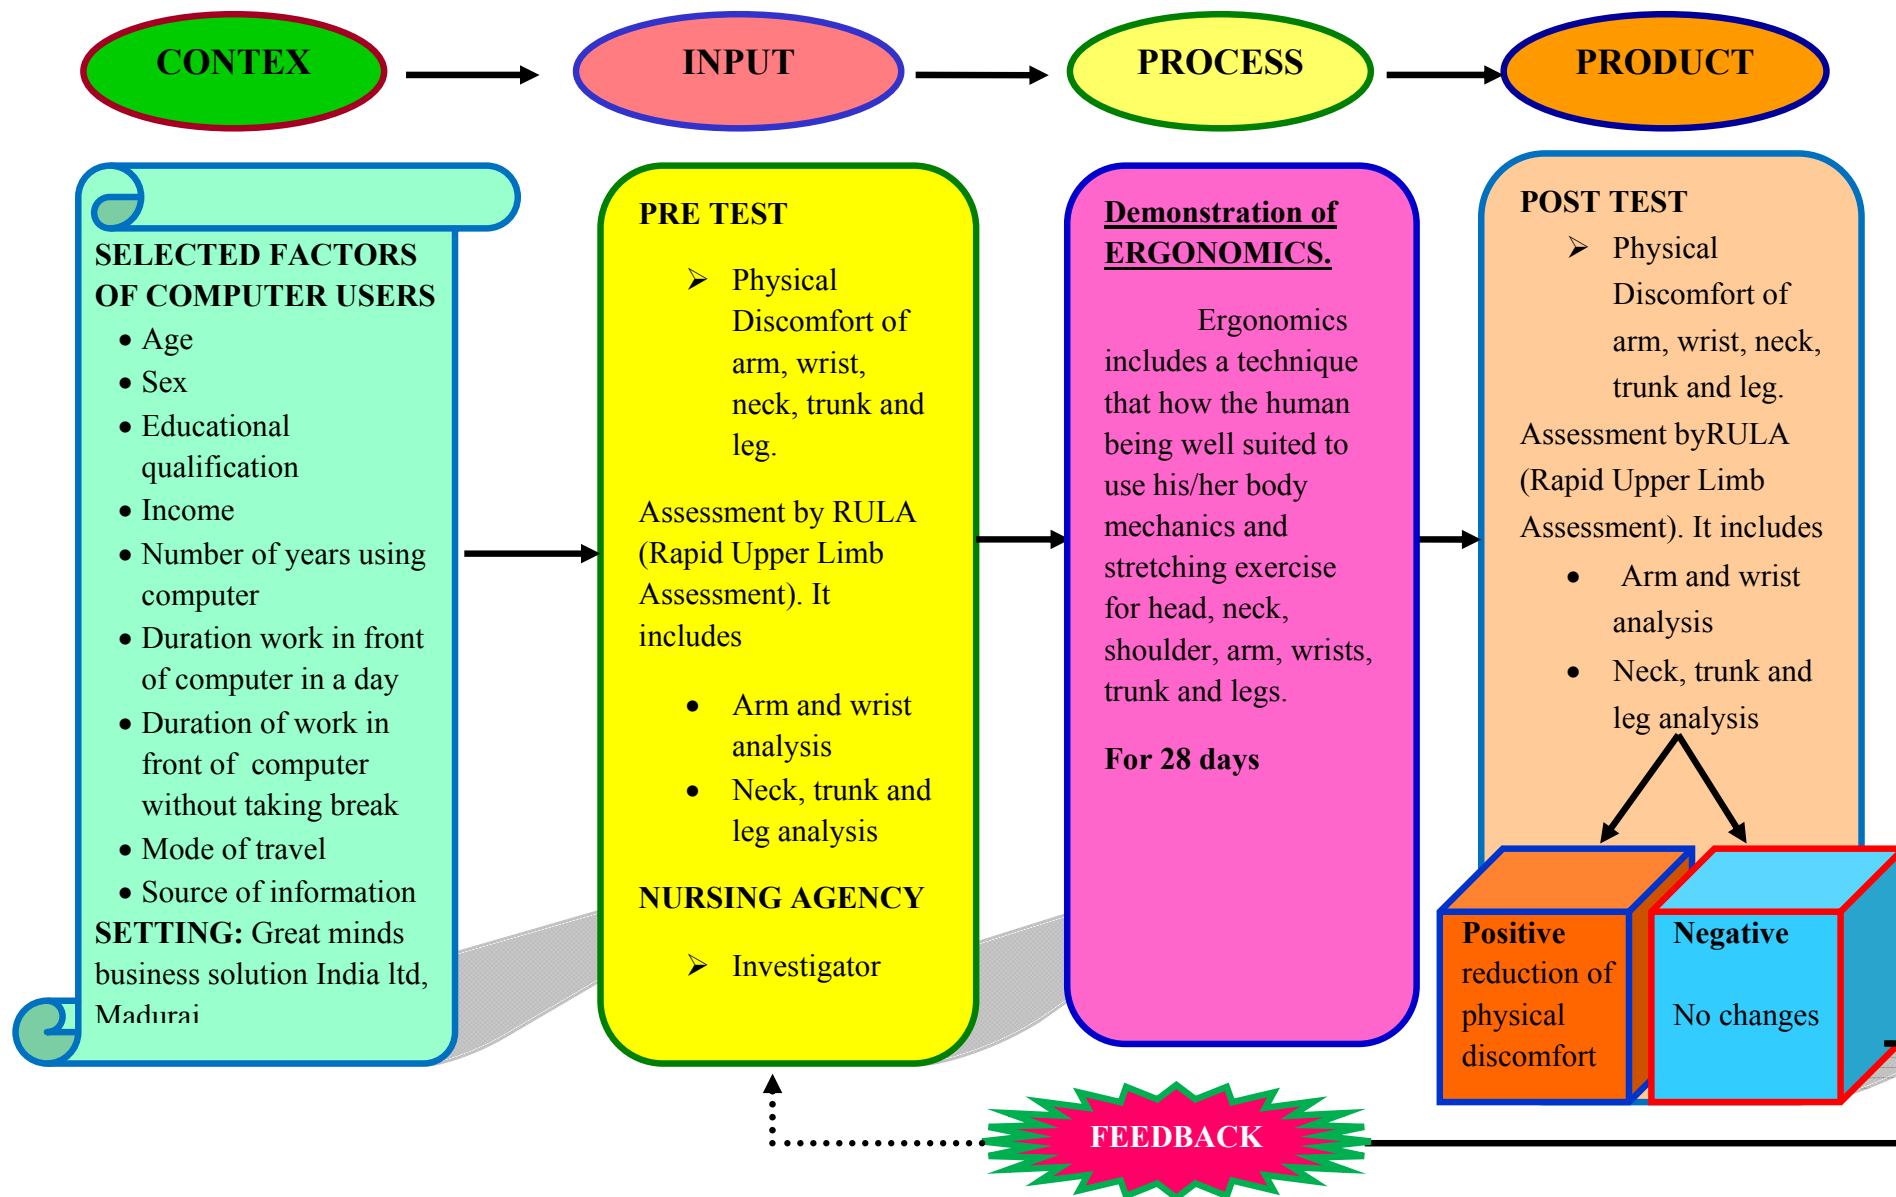 CONTEX
INPUT
PROCESS
PRODUCT
SELECTED FACTORS
OF COMPUTER USERS
• Age
• Sex
• Educational
qualification
• Income
• Number of years using
computer
• Duration work in front
of computer in a day
• Duration of work in
front of computer
without taking break
• Mode of travel
• Source of information
SETTING: Great minds
business solution India ltd,
Madurai
PRE TEST
➢ Physical
Discomfort of
arm, wrist,
neck, trunk and
leg.
Assessment by RULA
(Rapid Upper Limb
Assessment). It
includes
• Arm and wrist
analysis
• Neck, trunk and
leg analysis
NURSING AGENCY
➢ Investigator
Demonstration of
ERGONOMICS.
Ergonomics
includes a technique
that how the human
being well suited to
use his/her body
mechanics and
stretching exercise
for head, neck,
shoulder, arm, wrists,
trunk and legs.
For 28 days
POST TEST
➢ Physical
Discomfort of
arm, wrist, neck,
trunk and leg.
Assessment byRULA
(Rapid Upper Limb
Assessment). It includes
• Arm and wrist
analysis
• Neck, trunk and
leg analysis
Positive
reduction of
physical
discomfort
Negative
No changes
FEEDBACK